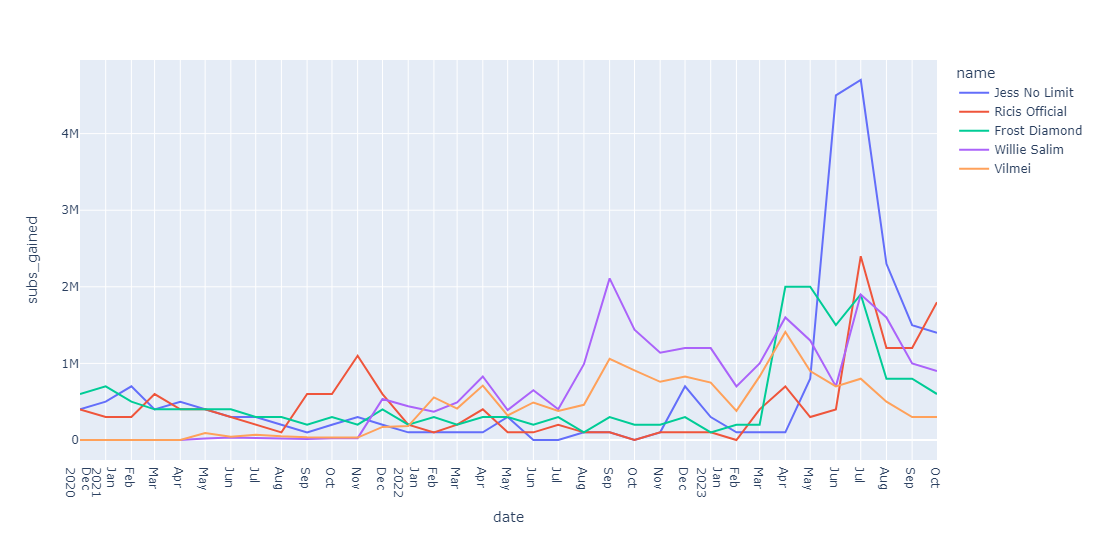 name
Jess No Limit
Ricis Official
Frost Diamond
Willie Salim
Vilmei
subs_gained
4M
3M
2M
1M
0
Dec
2020
Jan
2021
Feb
Mar
Apr
May
Jun
Jul
Aug
Sep
Oct
Nov
Dec
Jan
2022
Feb
Mar
Apr
May
Jun
Jul
Aug
Sep
Oct
Nov
Dec
Jan
2023
Feb
Mar
Apr
May
Jun
Jul
Aug
Sep
Oct
date